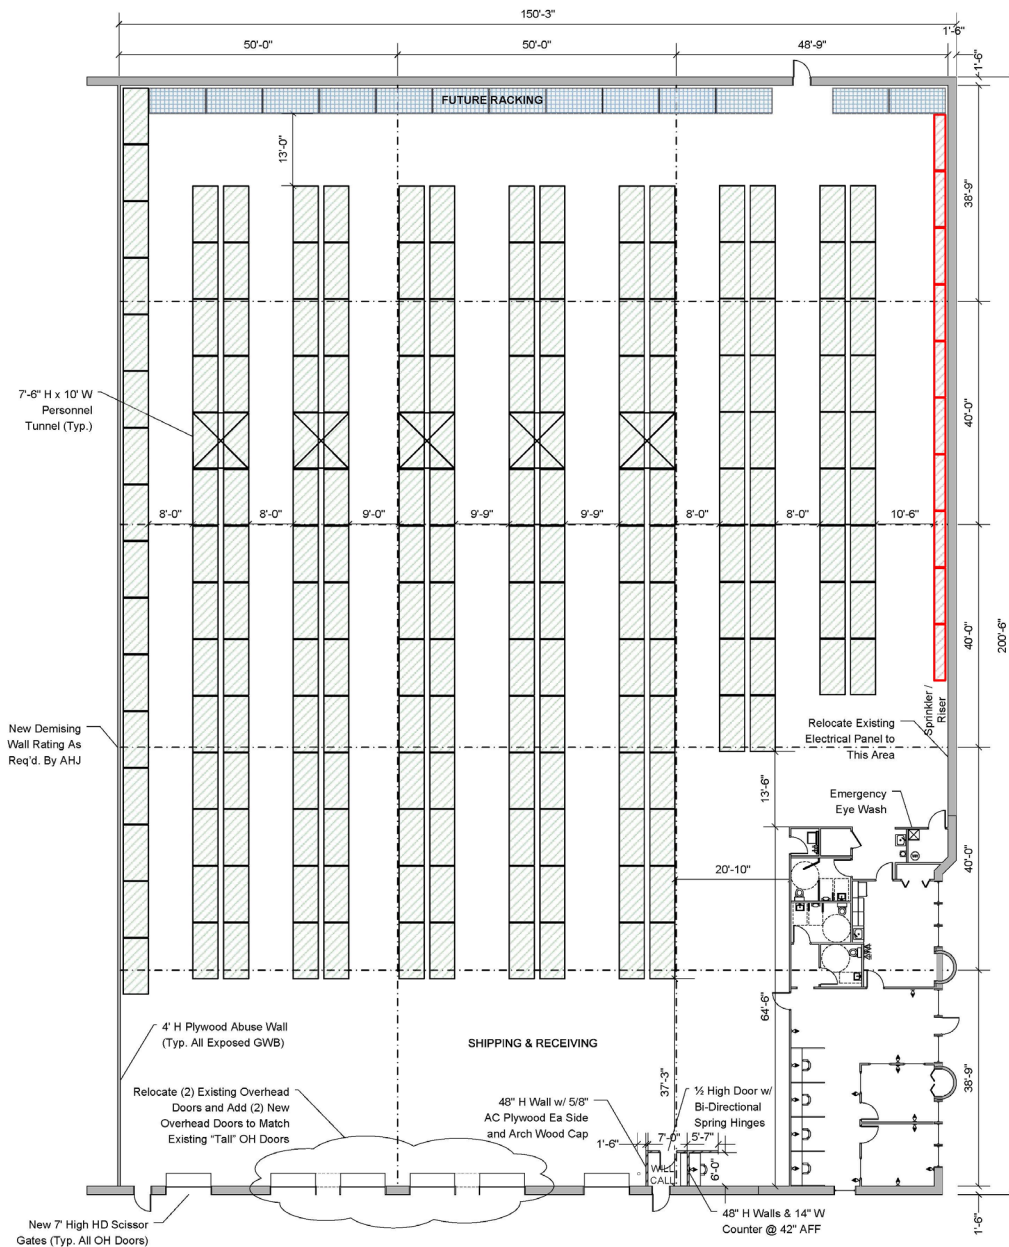 150'-3"
50'-0"
50'-0"
48'-9"
1'-6"
1'-6"
FUTURE RACKING
13'-0"
38'-9"
7'-6" H x 10' W
Personnel
Tunnel (Typ.)
40'-0"
8'-0"
8'-0"
9'-0"
9'-9"
9'-9"
8'-0"
8'-0"
10'-6"
40'-0"
200'-6"
Sprinkler /
Riser
New Demising
Wall Rating As
Req'd. By AHJ
Relocate Existing
Electrical Panel to
This Area
13'-6"
Emergency
Eye Wash
20'-10"
40'-0"
64'-6"
4' H Plywood Abuse Wall
(Typ. All Exposed GWB)
SHIPPING & RECEIVING
37'-3"
38'-9"
Relocate (2) Existing Overhead
Doors and Add (2) New
Overhead Doors to Match
Existing "Tall" OH Doors
48" H Wall w/ 5/8"
AC Plywood Ea Side
and Arch Wood Cap
½ High Door w/
Bi-Directional
Spring Hinges
1'-6"
7'-0"
5'-7"
6'-0"
WILL
CALL
48" H Walls & 14" W
Counter @ 42" AFF
New 7' High HD Scissor
Gates (Typ. All OH Doors)
1'-6"